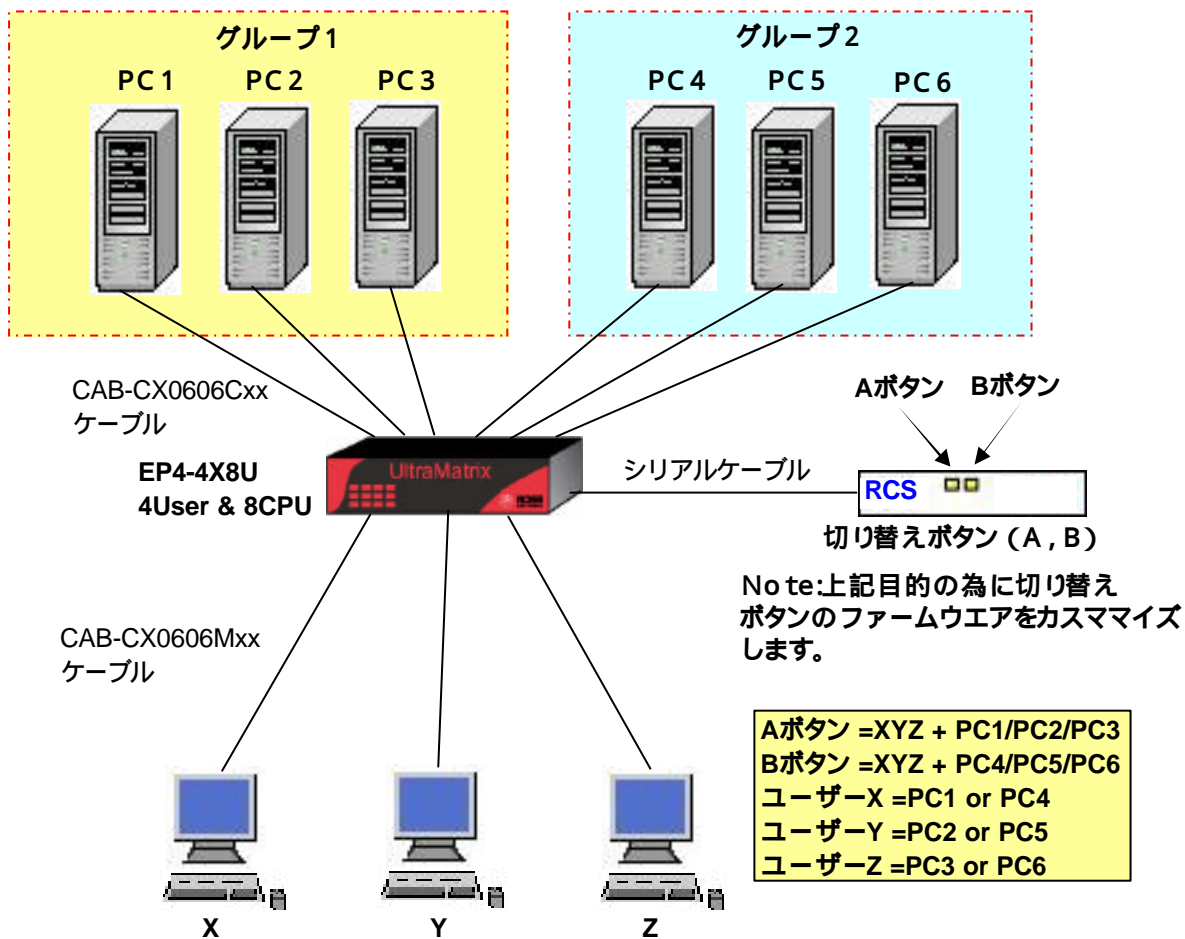 グループ1
グループ2
PC1 PC2 PC3
PC4 PC5 PC6
CAB-CX0606Cxx
ケーブル
Aボタン Bボタン
EP4-4X8U
4User & 8CPU
UltraMatrix
シリアルケーブル
RCS
切り替えボタン(A,B)
Note:上記目的の為に切り替え
ボタンのファームウエアをカスママイズ
します。
CAB-CX0606Mxx
ケーブル
Aボタン =XYZ + PC1/PC2/PC3
Bボタン =XYZ + PC4/PC5/PC6
ユーザーX =PC1 or PC4
ユーザーY =PC2 or PC5
ユーザーZ =PC3 or PC6
X Y Z